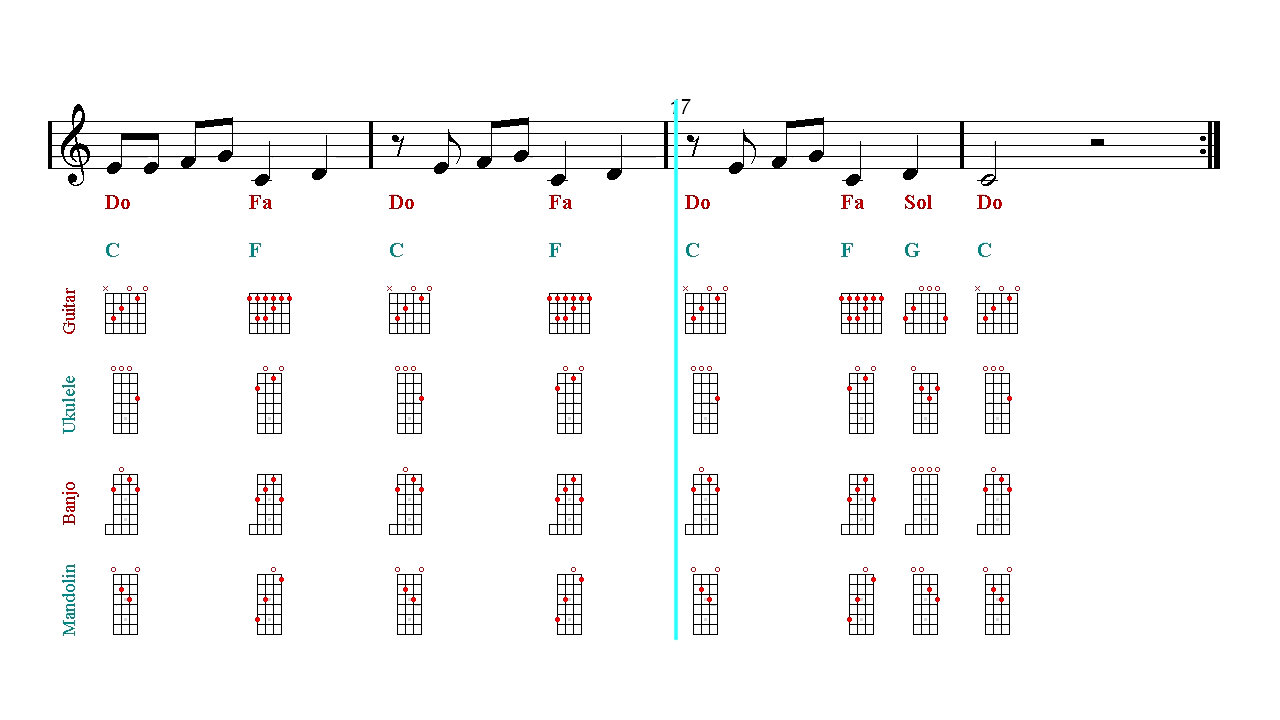 17
Do Fa Do Fa Do Fa Sol Do
C F C F C F G C
Guitar
Ukulele
Banjo
Mandolin